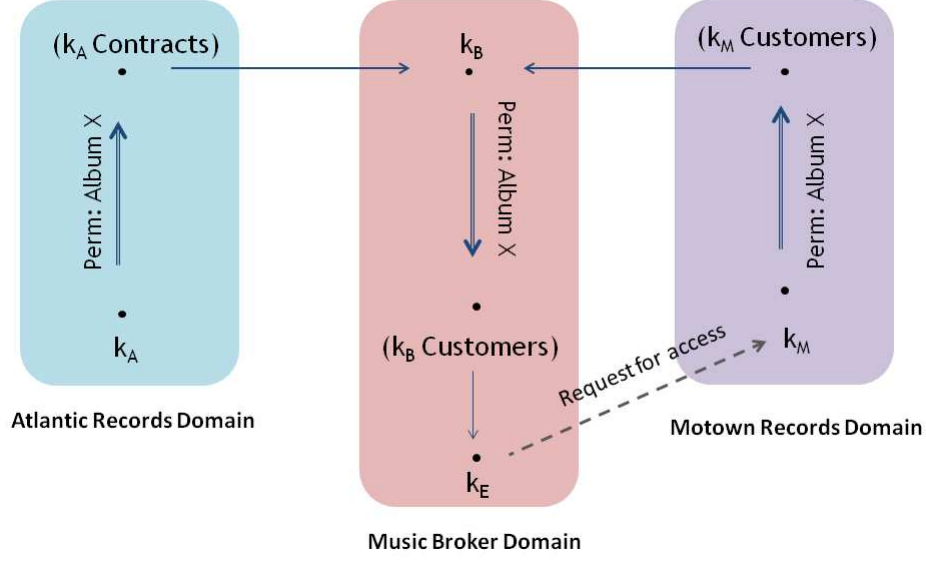 (kA Contracts)
kB
(kM Customers)
Perm: Album X
Perm: Album X
Perm: Album X
kA
(kB Customers)
kM
Request for access
Atlantic Records Domain
Motown Records Domain
kE
Music Broker Domain